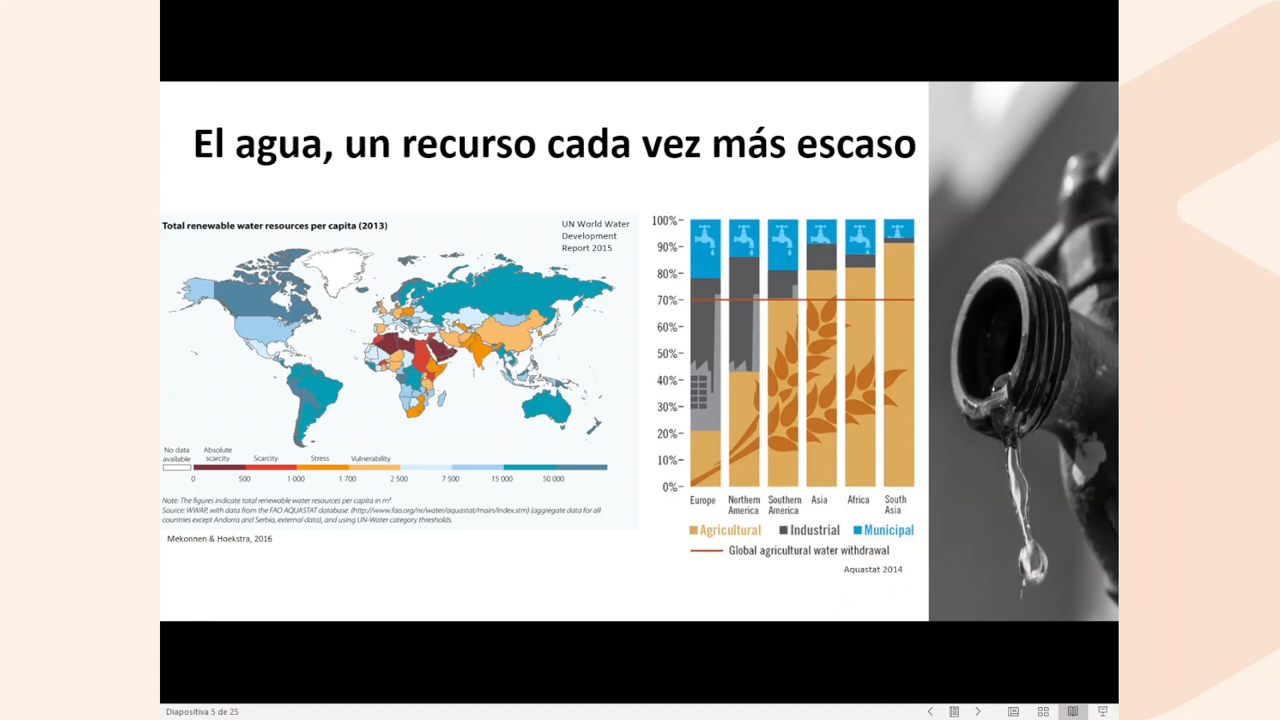 El agua, un recurso cada vez más escaso
Total renewable water resources per capita (2013)
UN World Water
Development
Report 2015
No data
available
Absolute
scarcity
Scarcity
Stress
Vulnerability
0
500
1 000
1 700
2 500
7 500
15 000
50 000
Note: The figures indicate total renewable water resources per capita in m³.
Source: WWAP, with data from the FAO AQUASTAT database. (http://www.fao.org/nr/water/aquastat/main/index.stm) (aggregate data for all
countries except Andorra and Serbia, external data), and using UN-Water category thresholds.
Mekonnen & Hoekstra, 2016
100%
90%
80%
70%
60%
50%
40%
30%
20%
10%
0%
Europe
Northern
America
Southern
America
Asia
Africa
South
Asia
Agricultural
Industrial
Municipal
Global agricultural water withdrawal
Aquastat 2014
Diapositiva 5 de 25